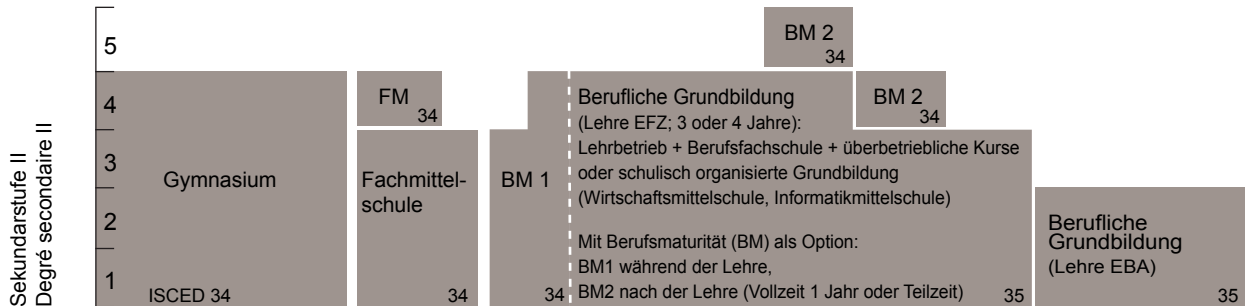 Sekundarstufe II
Degré secondaire II
5
4
3
2
1
Gymnasium
ISCED 34
FM
34
Fachmittel-
schule
34
BM 1
34
Berufliche Grundbildung
(Lehre EFZ; 3 oder 4 Jahre):
Lehrbetrieb + Berufsfachschule + überbetriebliche Kurse
oder schulisch organisierte Grundbildung
(Wirtschaftsmittelschule, Informatikmittelschule)
Mit Berufsmaturität (BM) als Option:
BM1 während der Lehre,
BM2 nach der Lehre (Vollzeit 1 Jahr oder Teilzeit)
35
BM 2
34
BM 2
34
Berufliche
Grundbildung
(Lehre EBA)
35